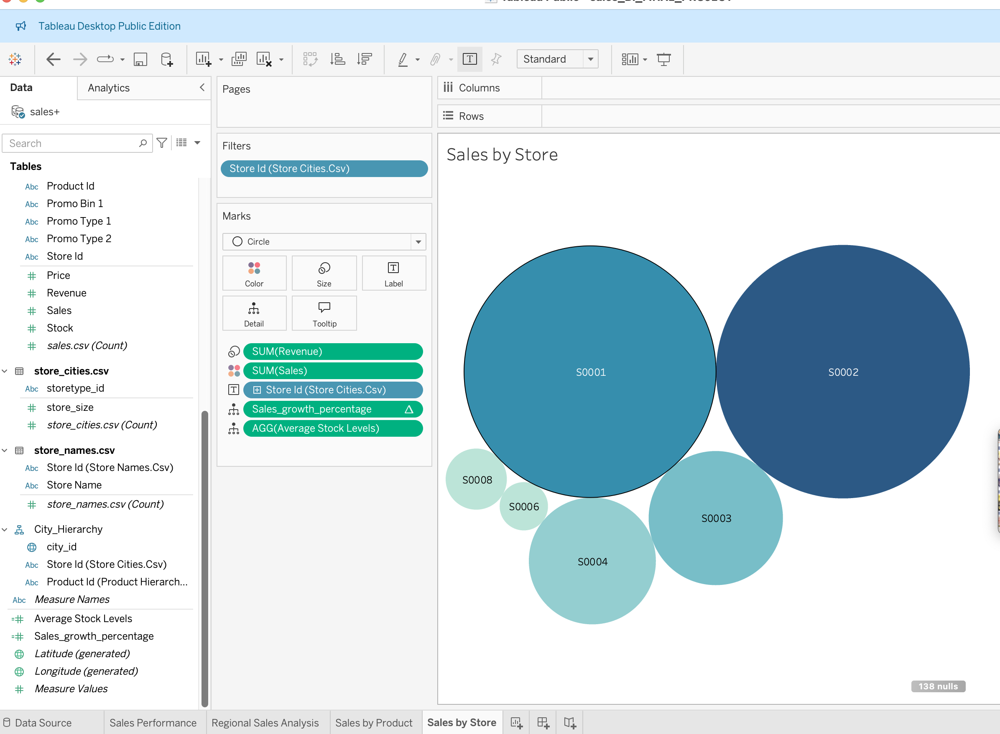 Tableau Desktop Public Edition
Standard
Data
Analytics
sales+
Search
Tables
Abc Product Id
Abc Promo Bin 1
Abc Promo Type 1
Abc Promo Type 2
Abc Store Id
Price
Revenue
Sales
Stock
sales.csv (Count)
store_cities.csv
Abc storetype_id
store_size
store_cities.csv (Count)
store_names.csv
Abc Store Id (Store Names.Csv)
Abc Store Name
store_names.csv (Count)
City_Hierarchy
city_id
Abc Store Id (Store Cities.Csv)
Abc Product Id (Product Hierarch...
Abc Measure Names
Average Stock Levels
Sales_growth_percentage
Latitude (generated)
Longitude (generated)
Measure Values
Pages
Filters
Store Id (Store Cities.Csv)
Marks
Circle
Color
Size
Label
Detail
Tooltip
SUM(Revenue)
SUM(Sales)
Store Id (Store Cities.Csv)
Sales_growth_percentage
AGG(Average Stock Levels)
Columns
Rows
Sales by Store
S0001
S0002
S0008
S0006
S0003
S0004
138 nulls
Data Source
Sales Performance
Regional Sales Analysis
Sales by Product
Sales by Store